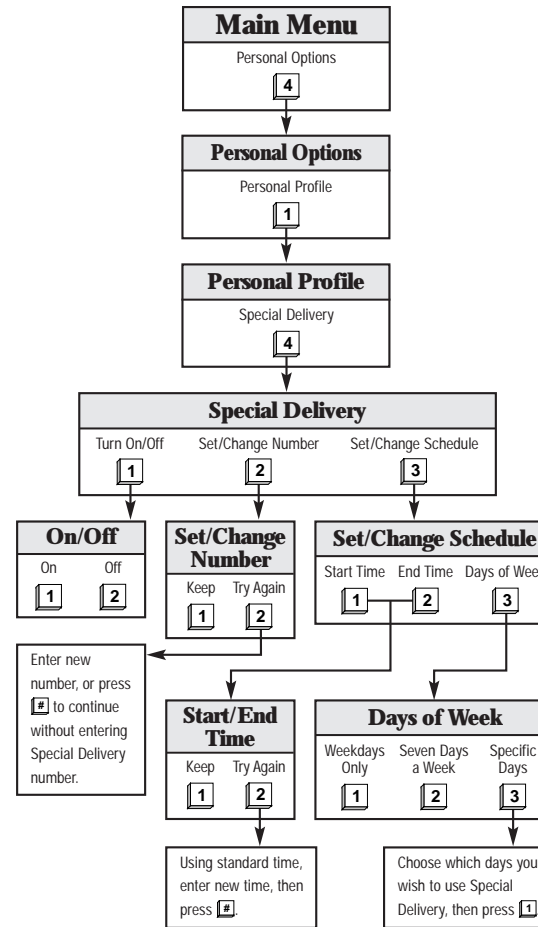 Main Menu
Personal Options
4
Personal Options
Personal Profile
1
Personal Profile
Special Delivery
4
Special Delivery
Turn On/Off Set/Change Number Set/Change Schedule
1 2 3
On/Off
On Off
1 2
Set/Change
Number
Keep Try Again
1 2
Set/Change Schedule
Start Time End Time Days of Wee
1 2 3
Enter new
number, or press
# to continue
without entering
Special Delivery
number.
Start/End
Time
Keep Try Again
1 2
Days of Week
Weekdays Only Seven Days a Week Specific Days
1 2 3
Using standard time,
enter new time, then
press #.
Choose which days you
wish to use Special
Delivery, then press 1